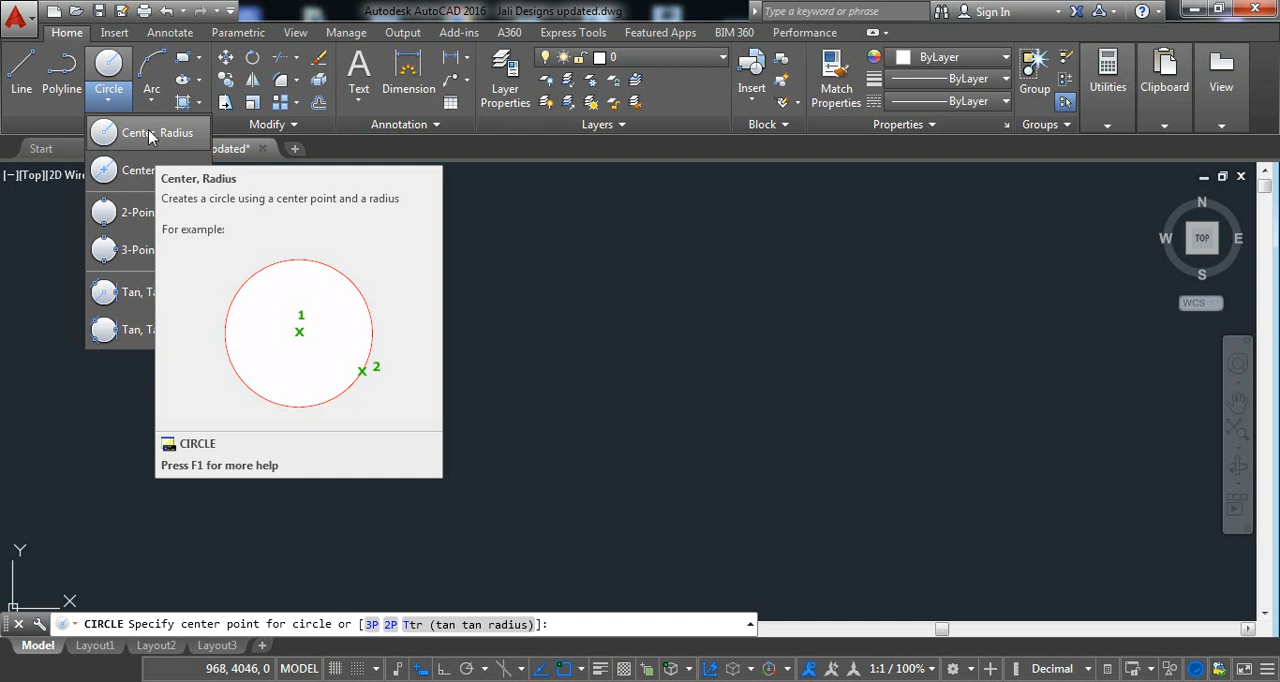 Autodesk AutoCAD 2016 Jali Designs updated.dwg
Type a keyword or phrase
Sign In
Home Insert Annotate Parametric View Manage Output Add-ins A360 Express Tools Featured Apps BIM 360 Performance
Line Polyline Circle Arc
Text Dimension
Layer Properties
0
Insert
Match Properties
ByLayer
ByLayer
ByLayer
Group
Utilities
Clipboard
View
Modify Annotation Layers Block Properties Groups
Start
pdated*
Center, Radius
Center
2-Poin
3-Poin
Tan, Ta
Tan, Ta
[−][Top][2D Wire
Center, Radius
Creates a circle using a center point and a radius
For example:
1
x
x 2
CIRCLE
Press F1 for more help
N
W TOP E
S
WCS
Y
X
CIRCLE Specify center point for circle or [3P 2P Ttr (tan tan radius)]:
Model Layout1 Layout2 Layout3 +
968, 4046, 0 MODEL 1:1 / 100% Decimal